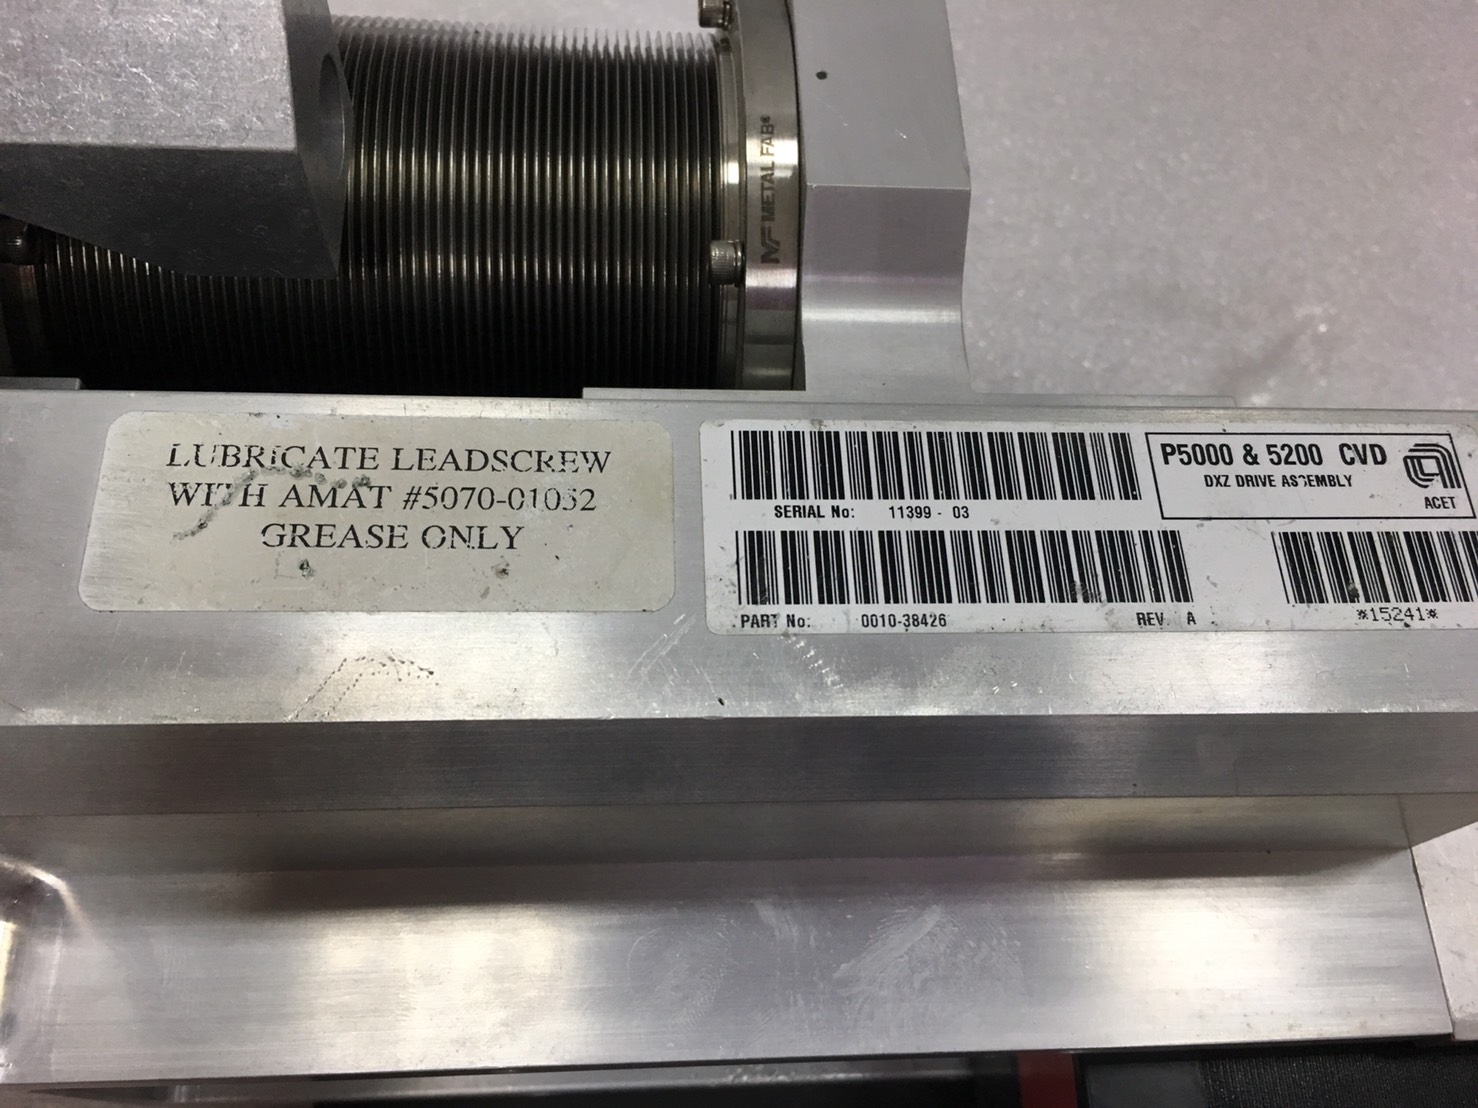 METAL FAB®
LUBRICATE LEADSCREW
WITH AMAT #5070-01032
GREASE ONLY
P5000 & 5200 CVD
DXZ DRIVE ASSEMBLY
ACET
SERIAL No: 11399 - 03
PART No: 0010-38426 REV A
*15241*